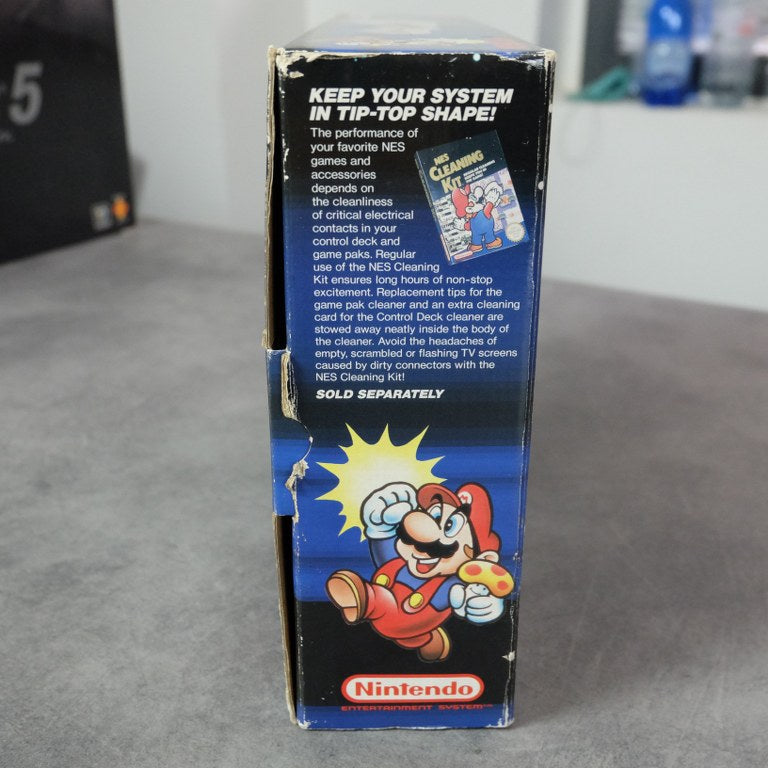 5
KEEP YOUR SYSTEM
IN TIP-TOP SHAPE!
The performance of
your favorite NES
games and
accessories
depends on
the cleanliness
of critical electrical
contacts in your
control deck and
game paks. Regular
use of the NES Cleaning
Kit ensures long hours of non-stop
excitement. Replacement tips for the
game pak cleaner and an extra cleaning
card for the Control Deck cleaner are
stowed away neatly inside the body of
the cleaner. Avoid the headaches of
empty, scrambled or flashing TV screens
caused by dirty connectors with the
NES Cleaning Kit!
SOLD SEPARATELY
NES
CLEANING
KIT
M
Nintendo
ENTERTAINMENT SYSTEM™